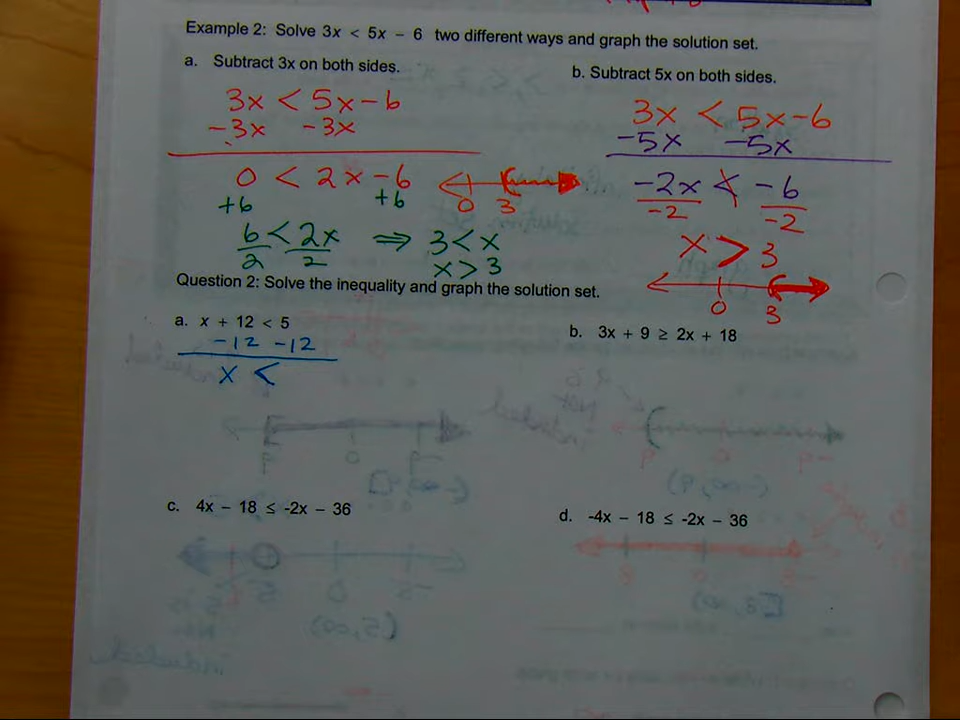 Example 2: Solve 3x < 5x – 6 two different ways and graph the solution set.
a. Subtract 3x on both sides.
3x < 5x – 6
–3x –3x
0 < 2x – 6
+6 +6
6 < 2x ⇒ 3 < x
2 2 x > 3
0 3
b. Subtract 5x on both sides.
3x < 5x – 6
–5x –5x
–2x < –6
–2 –2
x > 3
0 3
Question 2: Solve the inequality and graph the solution set.
a. x + 12 < 5
–12 –12
x <
b. 3x + 9 ≥ 2x + 18
c. 4x – 18 ≤ -2x – 36
d. -4x – 18 ≤ -2x – 36